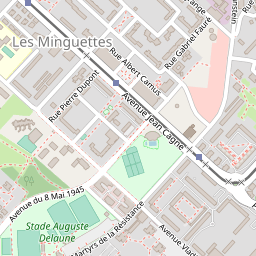 Les Minguettes
Rue Albert Camus
Rue Gabriel Fauré
Rue Pierre Dupont
Avenue Jean Cagne
Avenue du 8 Mai 1945
Stade Auguste
Delaune
Martyrs de la Résistance